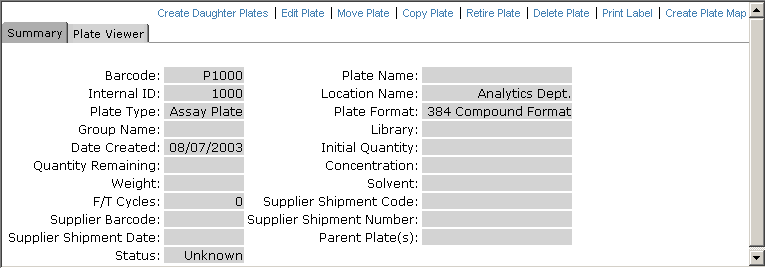 Create Daughter Plates | Edit Plate | Move Plate | Copy Plate | Retire Plate | Delete Plate | Print Label | Create Plate Map
Summary Plate Viewer
Barcode: P1000 Plate Name:
Internal ID: 1000 Location Name: Analytics Dept.
Plate Type: Assay Plate Plate Format: 384 Compound Format
Group Name: Library:
Date Created: 08/07/2003 Initial Quantity:
Quantity Remaining: Concentration:
Weight: Solvent:
F/T Cycles: 0 Supplier Shipment Code:
Supplier Barcode: Supplier Shipment Number:
Supplier Shipment Date: Parent Plate(s):
Status: Unknown